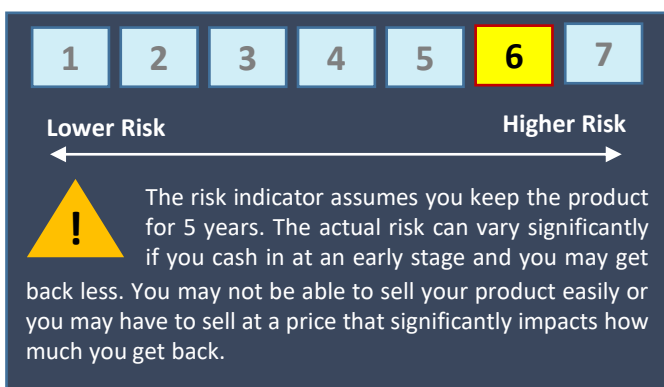 1 2 3 4 5 6 7
Lower Risk Higher Risk
! The risk indicator assumes you keep the product
for 5 years. The actual risk can vary significantly
if you cash in at an early stage and you may get
back less. You may not be able to sell your product easily or
you may have to sell at a price that significantly impacts how
much you get back.